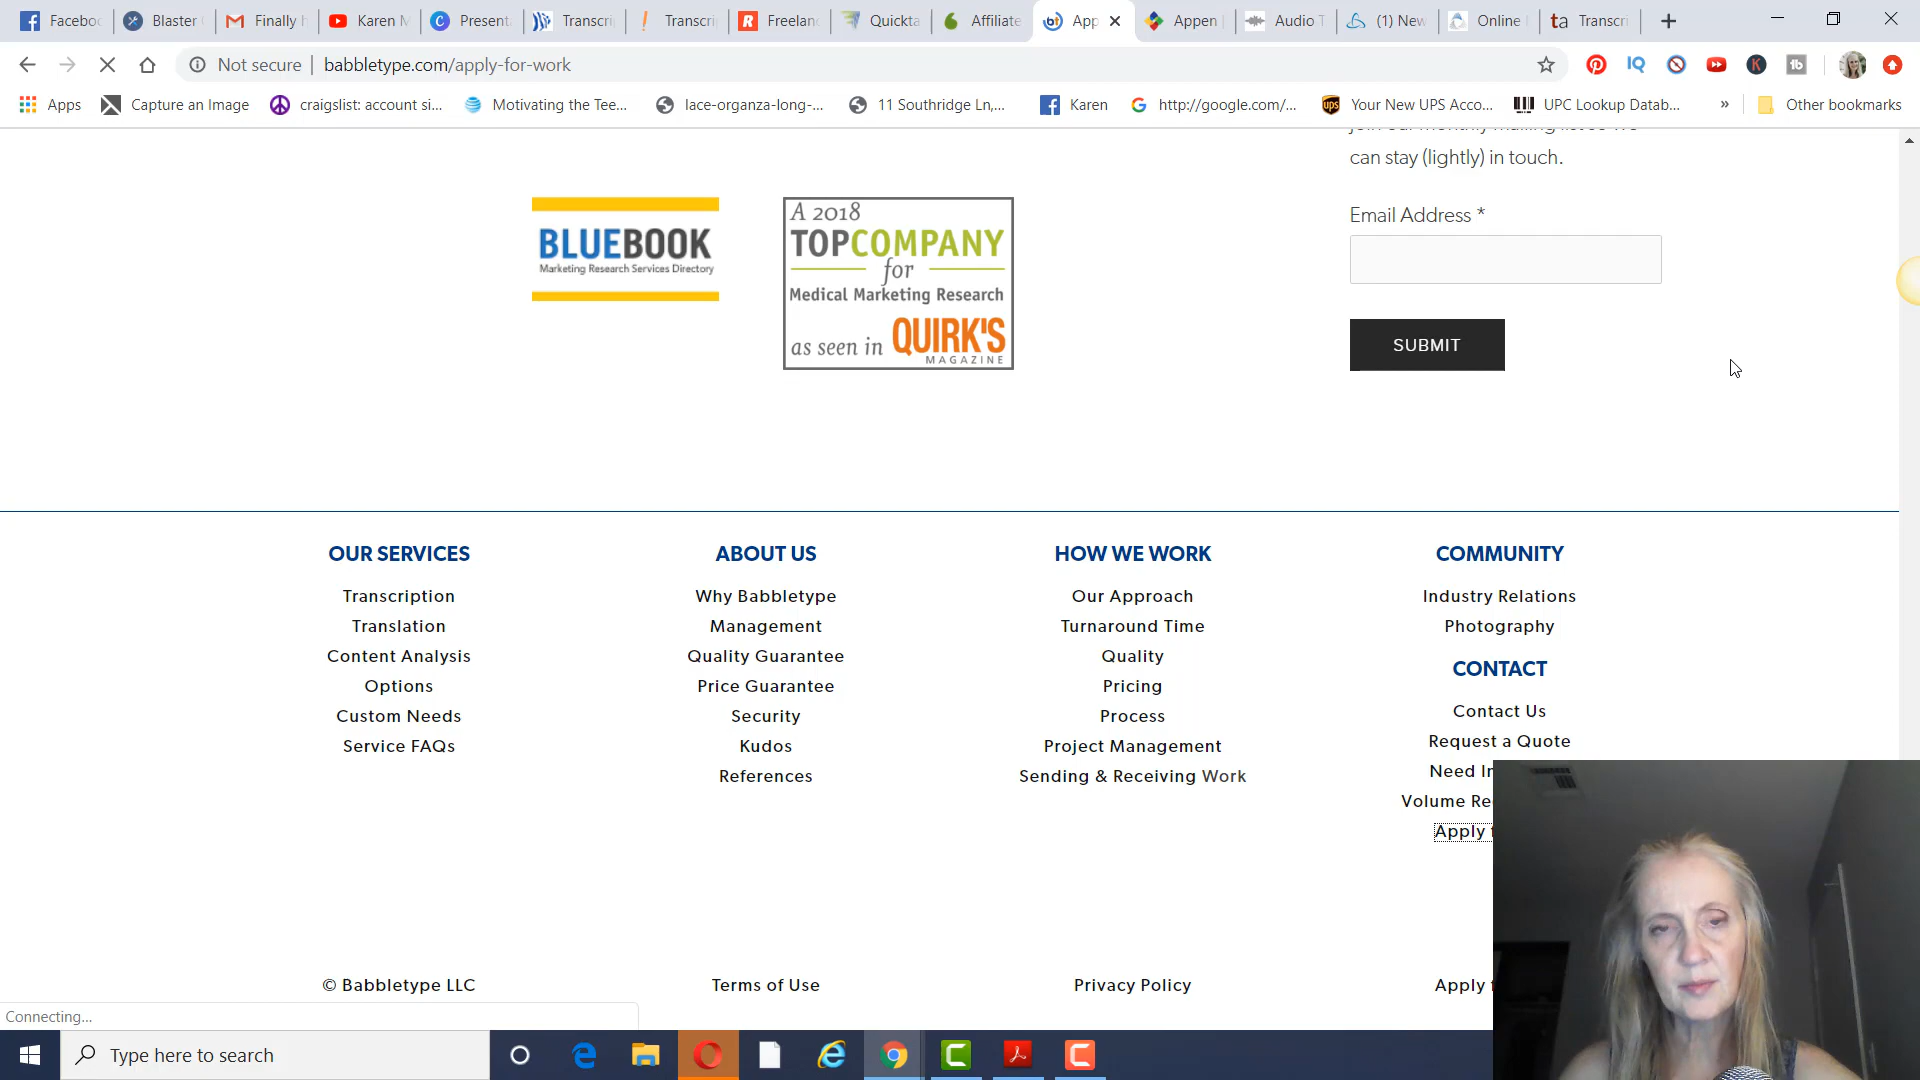 Facebo
Blaster
Finally h
Karen M
Present
Transcri
Transcri
Freelan
Quickta
Affiliate
App
Appen
Audio T
(1) New
Online
Transcri
Not secure | babbletype.com/apply-for-work
Apps
Capture an Image
craigslist: account si...
Motivating the Tee...
lace-organza-long-...
11 Southridge Ln,...
Karen
http://google.com/...
Your New UPS Acco...
UPC Lookup Datab...
»
Other bookmarks
can stay (lightly) in touch.
BLUEBOOK
Marketing Research Services Directory
A 2018
TOPCOMPANY
for
Medical Marketing Research
as seen in QUIRK'S
MAGAZINE
Email Address *
SUBMIT
OUR SERVICES
Transcription
Translation
Content Analysis
Options
Custom Needs
Service FAQs
ABOUT US
Why Babbletype
Management
Quality Guarantee
Price Guarantee
Security
Kudos
References
HOW WE WORK
Our Approach
Turnaround Time
Quality
Pricing
Process
Project Management
Sending & Receiving Work
COMMUNITY
Industry Relations
Photography
CONTACT
Contact Us
Request a Quote
Need In
Volume Re
Apply
© Babbletype LLC
Terms of Use
Privacy Policy
Apply
Connecting...
Type here to search